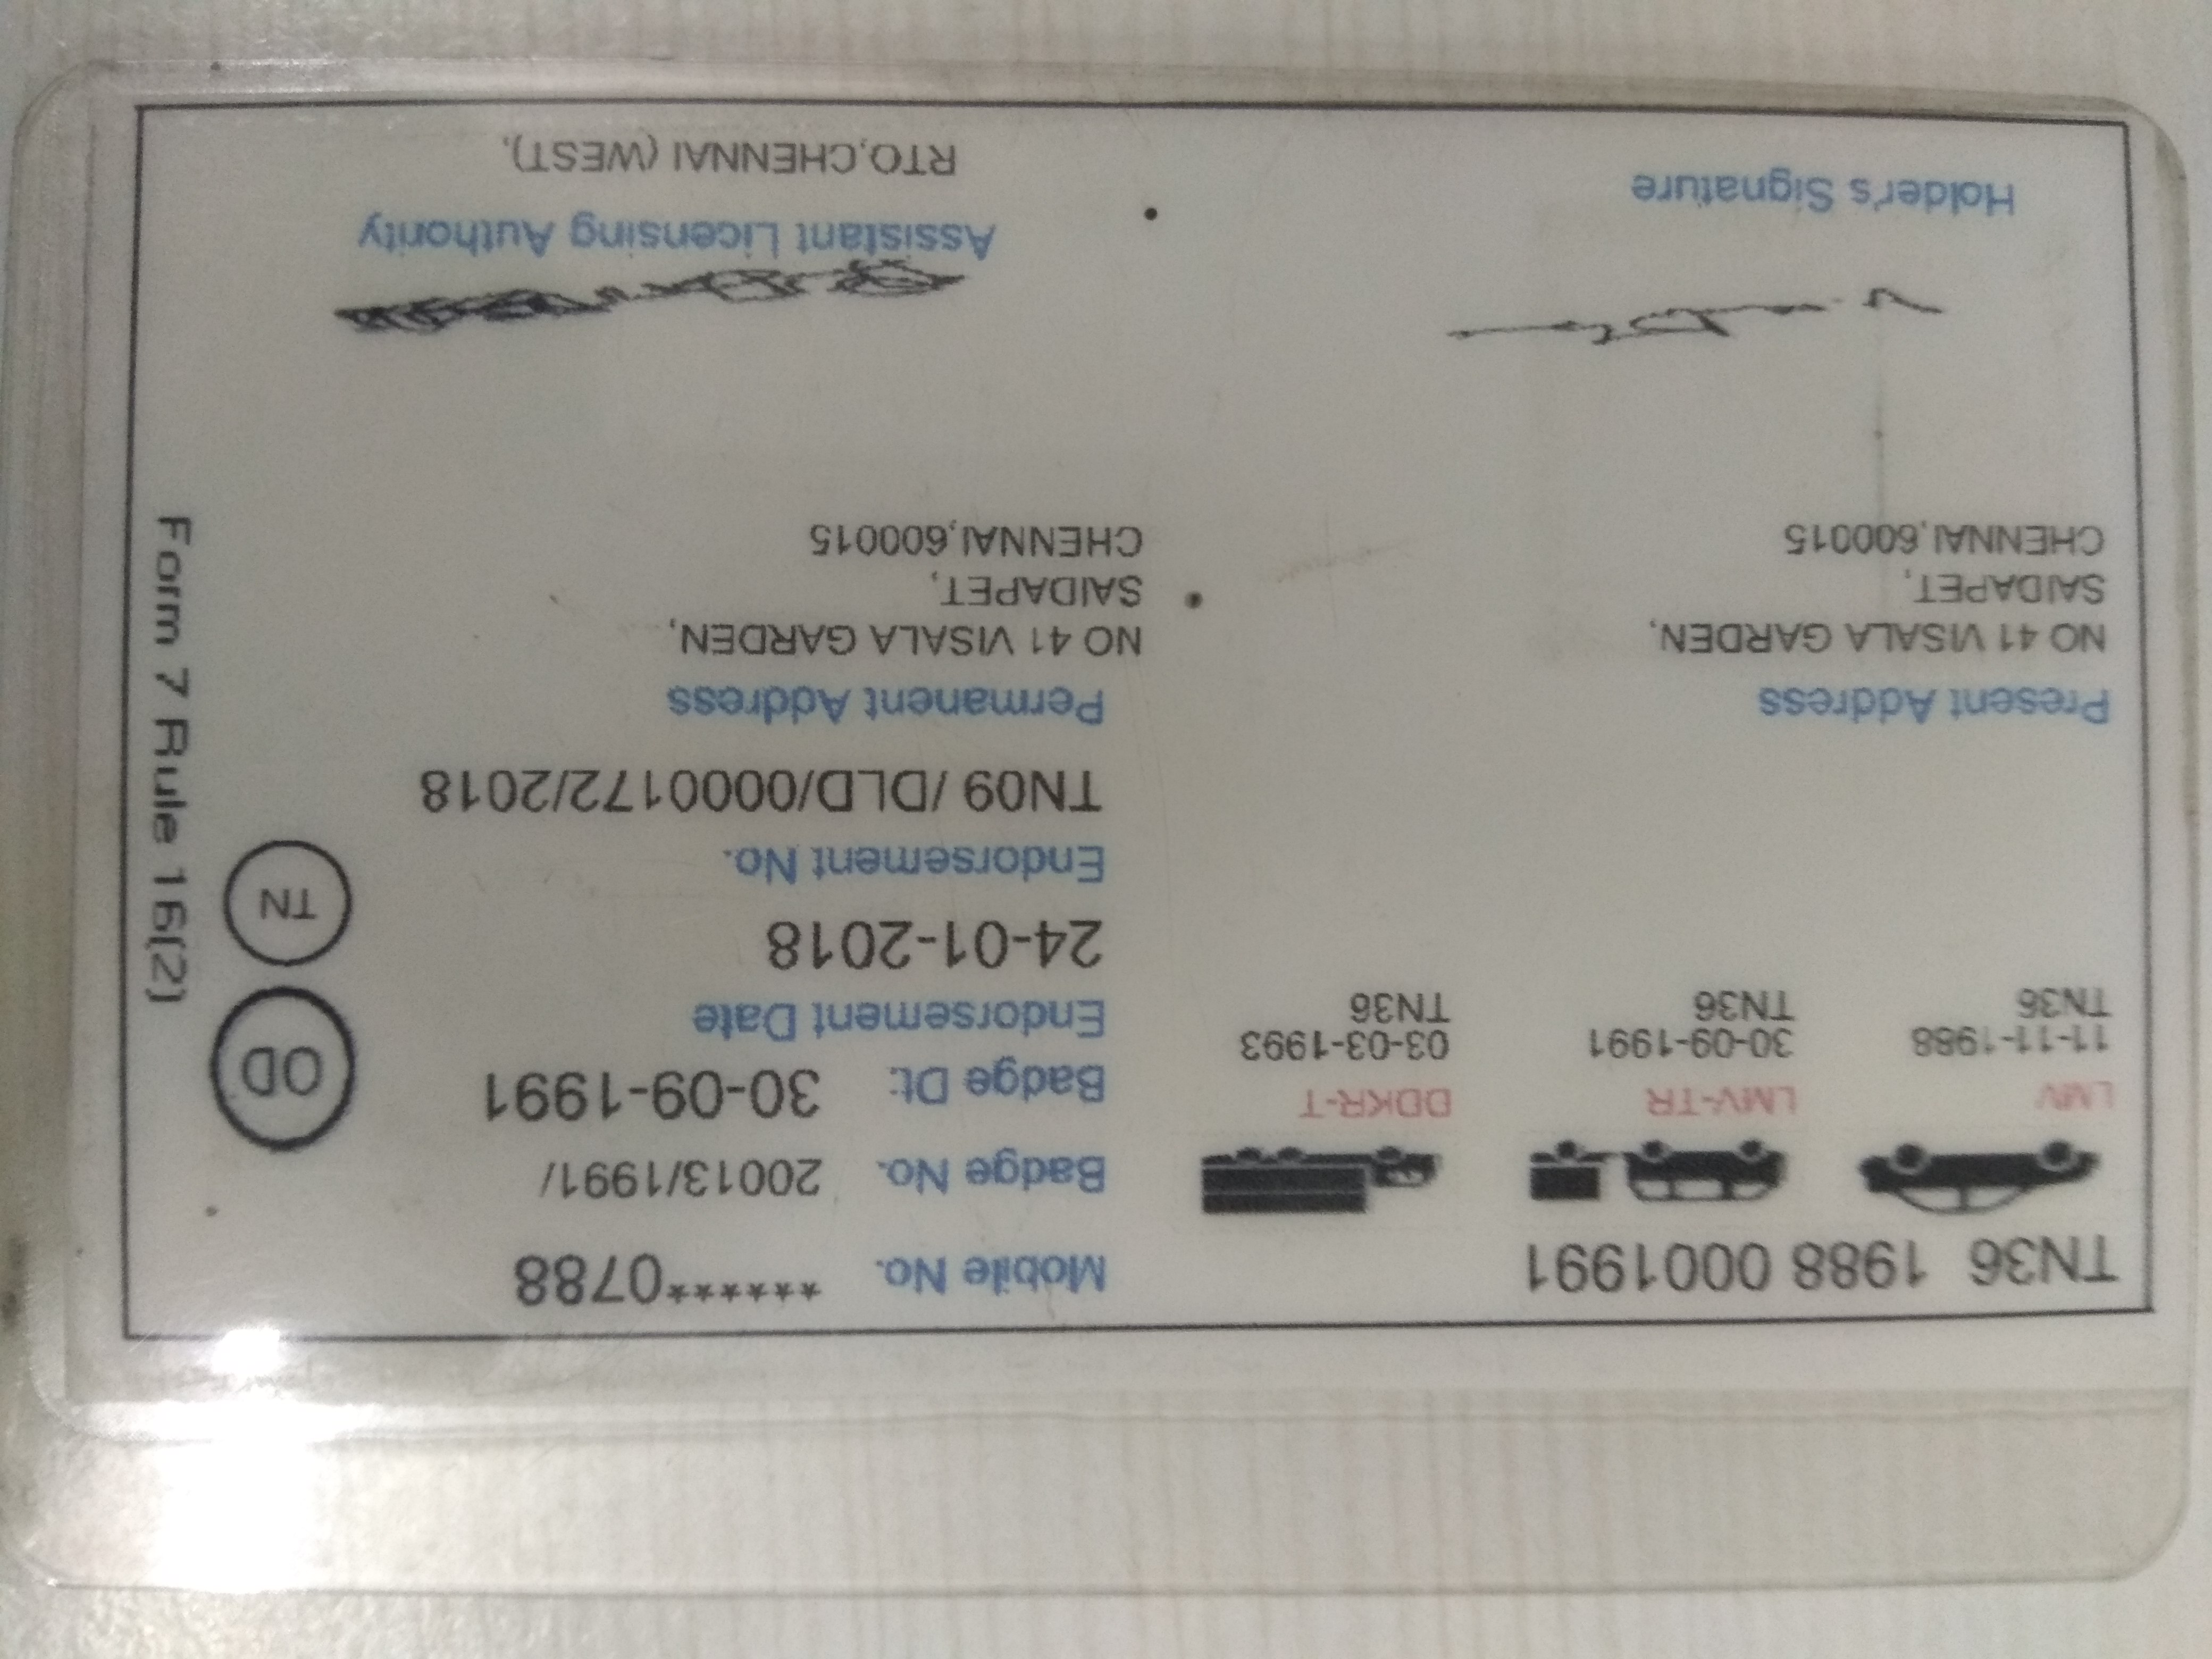 TN36 1988 0001991
LMV
11-11-1988
TN36
LMV-TR
30-09-1991
TN36
DDKR-T
03-03-1993
TN36
Present Address
NO 41 VISALA GARDEN,
SAIDAPET,
CHENNAI,600015
Holder's Signature
Mobile No. ******0788
Badge No. 20013/1991/
Badge Dt: 30-09-1991
Endorsement Date
24-01-2018
Endorsement No.
TN09 /DLD/0000172/2018
Permanent Address
NO 41 VISALA GARDEN,
SAIDAPET,
CHENNAI,600015
Assistant Licensing Authority
RTO,CHENNAI (WEST),
OD
TN
Form 7 Rule 16(2)